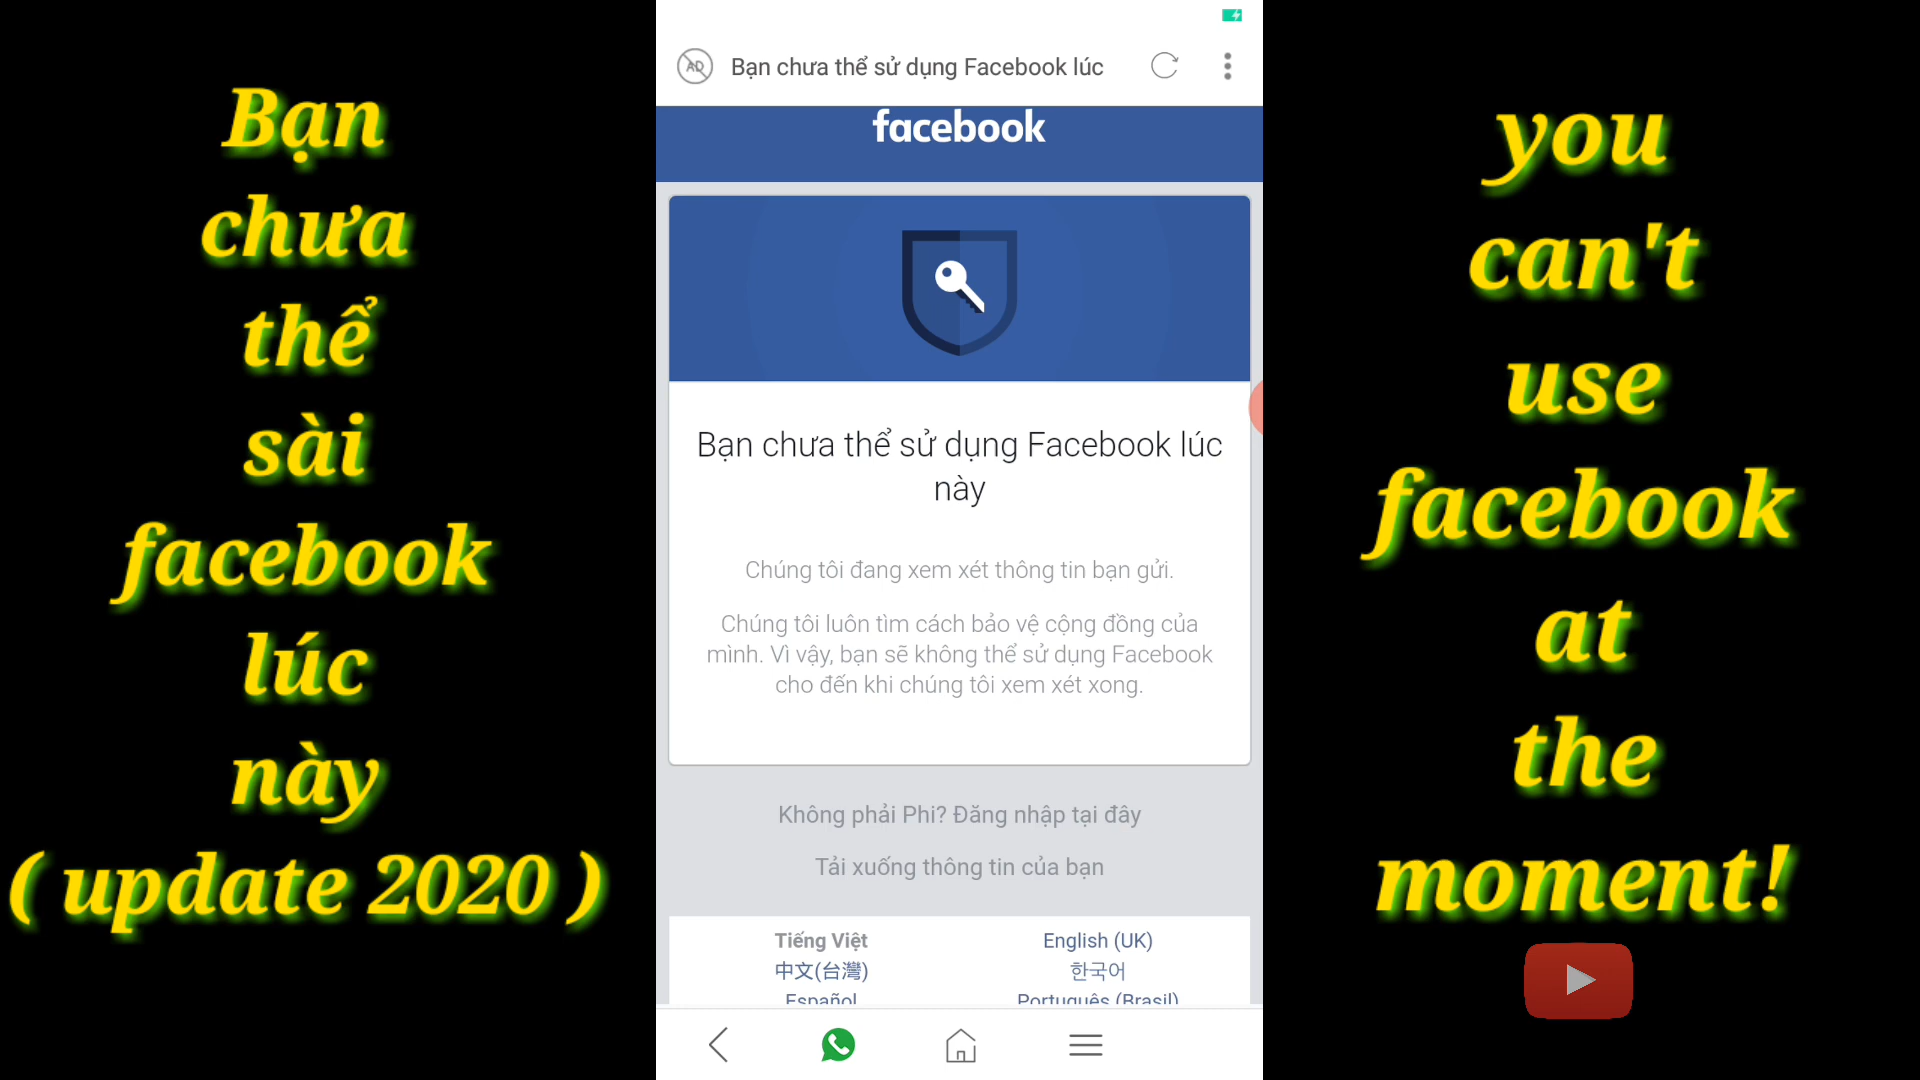 Bạn
chưa
thể
sài
facebook
lúc
này
( update 2020 )
AD
Bạn chưa thể sử dụng Facebook lúc
facebook
Bạn chưa thể sử dụng Facebook lúc
này
Chúng tôi đang xem xét thông tin bạn gửi.
Chúng tôi luôn tìm cách bảo vệ cộng đồng của
mình. Vì vậy, bạn sẽ không thể sử dụng Facebook
cho đến khi chúng tôi xem xét xong.
Không phải Phi? Đăng nhập tại đây
Tải xuống thông tin của bạn
Tiếng Việt
English (UK)
中文(台灣)
한국어
Español
Português (Brasil)
you
can't
use
facebook
at
the
moment!